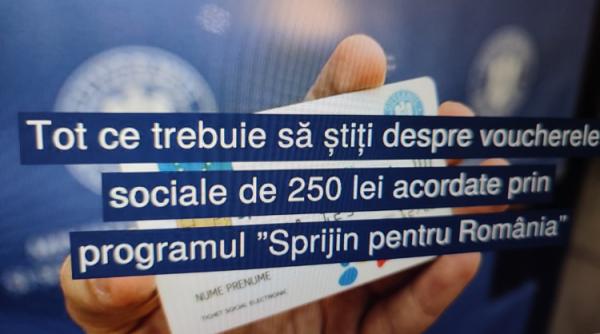 Tot ce trebuie să știți despre voucherele
sociale de 250 lei acordate prin
programul ”Sprijin pentru România”
NUME PRENUME
TICHET SOCIAL ELECTRONIC